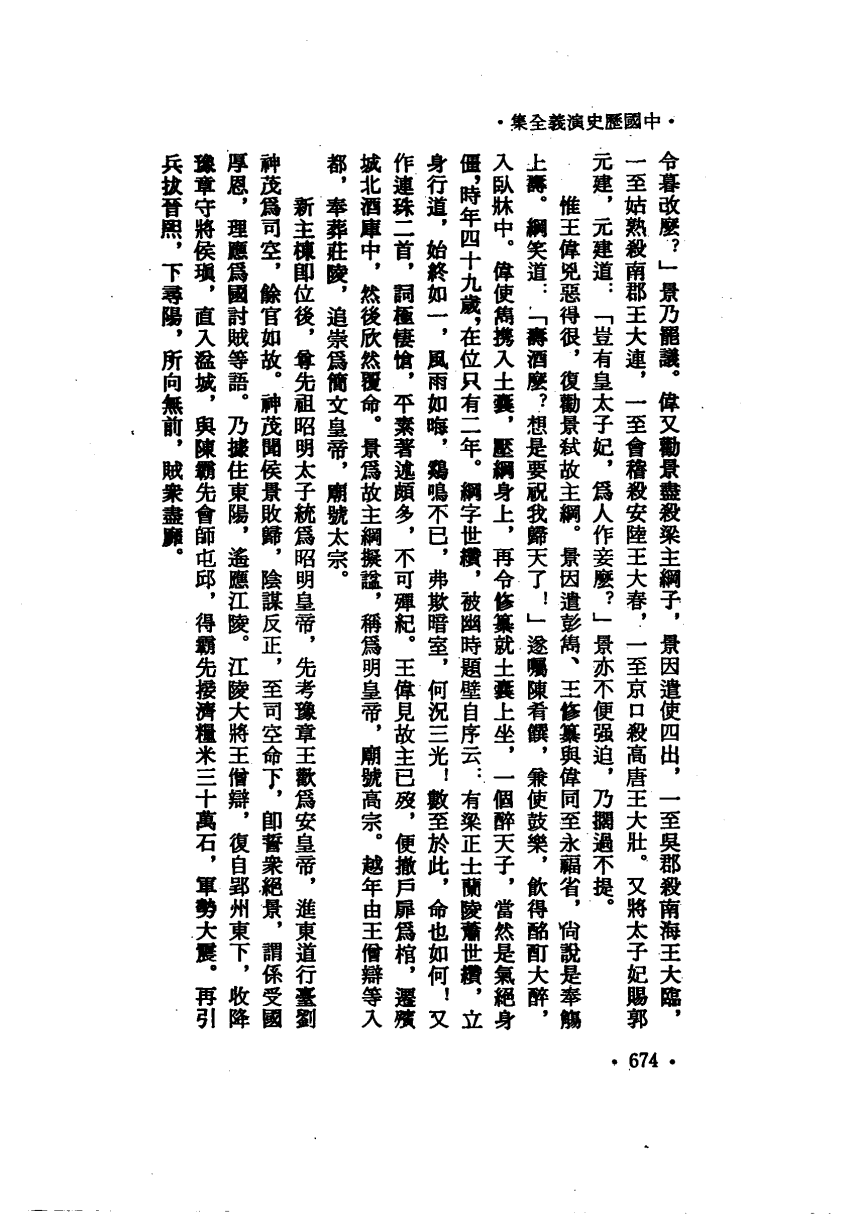 •中國歷史演義全集•
令暮改麼？」景乃罷議。偉又勸景盡殺梁主綱子，景因遣使四出，一至吳郡殺南海王大臨，
一至姑熟殺南郡王大連，一至會稽殺安陸王大春，一至京口殺高唐王大壯。又將太子妃賜郭
元建，元建道：「豈有皇太子妃，爲人作妾麼？」景亦不便强迫，乃擱過不提。
惟王偉兇惡得很，復勸景弒故主綱。景因遣彭雋、王修纂與偉同至永福省，尙說是奉觴
上壽。綱笑道：「壽酒麼？想是要祝我歸天了！」遂囑陳肴饌，兼使鼓樂，飲得酩酊大醉，
入臥牀中。偉使雋携入土囊，壓綱身上，再令修纂就土囊上坐，一個醉天子，當然是氣絕身
僵，時年四十九歲，在位只有二年。綱字世纘，被幽時題壁自序云：有梁正士蘭陵蕭世纘，立
身行道，始終如一，風雨如晦，鷄鳴不已，弗欺暗室，何況三光！數至於此，命也如何！又
作連珠二首，詞極悽愴，平素著述頗多，不可殫紀。王偉見故主已歿，便撤戶扉爲棺，遷殯
城北酒庫中，然後欣然覆命。景爲故主綱擬諡，稱爲明皇帝，廟號高宗。越年由王僧辯等入
都，奉葬莊陵，追崇爲簡文皇帝，廟號太宗。
新主棟卽位後，尊先祖昭明太子統爲昭明皇帝，先考豫章王歡爲安皇帝，進東道行臺劉
神茂爲司空，餘官如故。神茂聞侯景敗歸，陰謀反正，至司空命下，卽誓衆絕景，謂係受國
厚恩，理應爲國討賊等語。乃據住東陽，遙應江陵。江陵大將王僧辯，復自郢州東下，收降
豫章守將侯瑱，直入湓城，與陳霸先會師屯邱，得霸先接濟糧米三十萬石，軍勢大震。再引
兵拔晉熙，下尋陽，所向無前，賊衆盡靡。
•674•